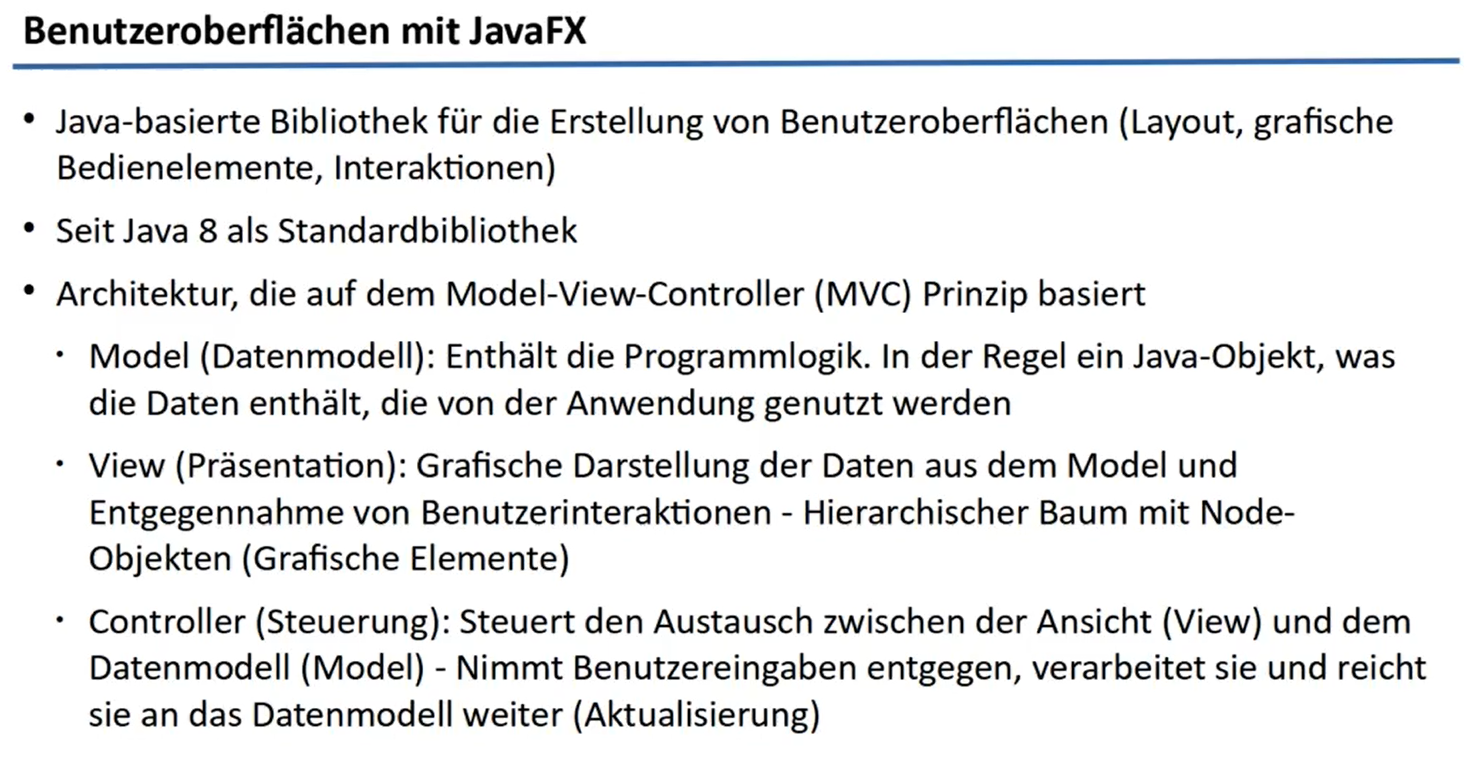 Benutzeroberflächen mit JavaFX
• Java-basierte Bibliothek für die Erstellung von Benutzeroberflächen (Layout, grafische
Bedienelemente, Interaktionen)
• Seit Java 8 als Standardbibliothek
• Architektur, die auf dem Model-View-Controller (MVC) Prinzip basiert
• Model (Datenmodell): Enthält die Programmlogik. In der Regel ein Java-Objekt, was
die Daten enthält, die von der Anwendung genutzt werden
• View (Präsentation): Grafische Darstellung der Daten aus dem Model und
Entgegennahme von Benutzerinteraktionen - Hierarchischer Baum mit Node-
Objekten (Grafische Elemente)
• Controller (Steuerung): Steuert den Austausch zwischen der Ansicht (View) und dem
Datenmodell (Model) - Nimmt Benutzereingaben entgegen, verarbeitet sie und reicht
sie an das Datenmodell weiter (Aktualisierung)